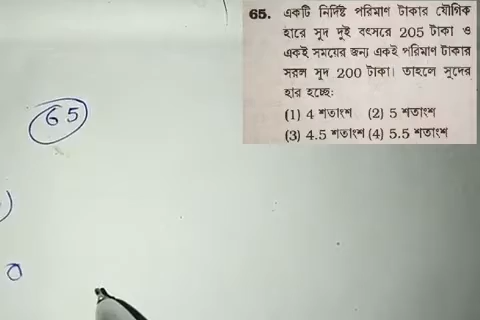 65. একটি নির্দিষ্ট পরিমাণ টাকার যৌগিক
হারে সুদ দুই বৎসরে 205 টাকা ও
একই সময়ের জন্য একই পরিমাণ টাকার
সরল সুদ 200 টাকা। তাহলে সুদের
হার হচ্ছে:
(1) 4 শতাংশ (2) 5 শতাংশ
(3) 4.5 শতাংশ (4) 5.5 শতাংশ
65